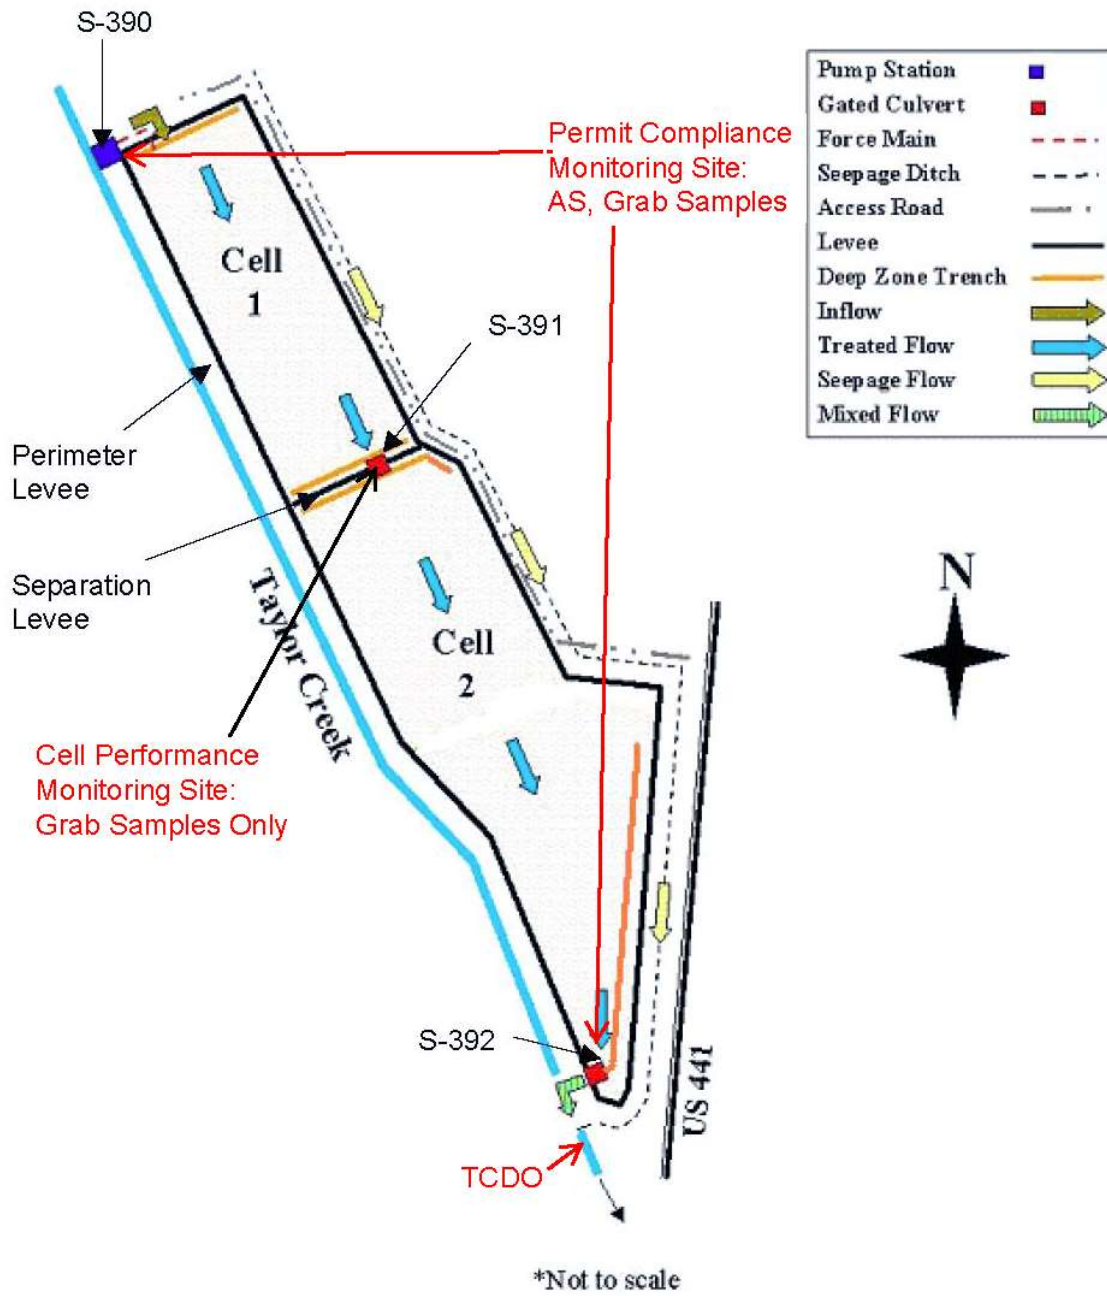 S-390
Pump Station
Gated Culvert
Force Main
Seepage Ditch
Access Road
Levee
Deep Zone Trench
Inflow
Treated Flow
Seepage Flow
Mixed Flow
Permit Compliance
Monitoring Site:
AS, Grab Samples
Cell
1
S-391
Perimeter
Levee
Separation
Levee
Taylor Creek
Cell
2
N
Cell Performance
Monitoring Site:
Grab Samples Only
S-392
US 441
TCDO
*Not to scale